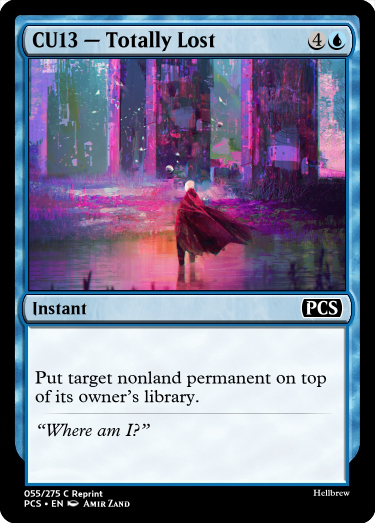 CU13 — Totally Lost 4
Instant PCS
Put target nonland permanent on top
of its owner's library.
“Where am I?”
055/275 C Reprint Hellbrew
PCS • EN Amir Zand